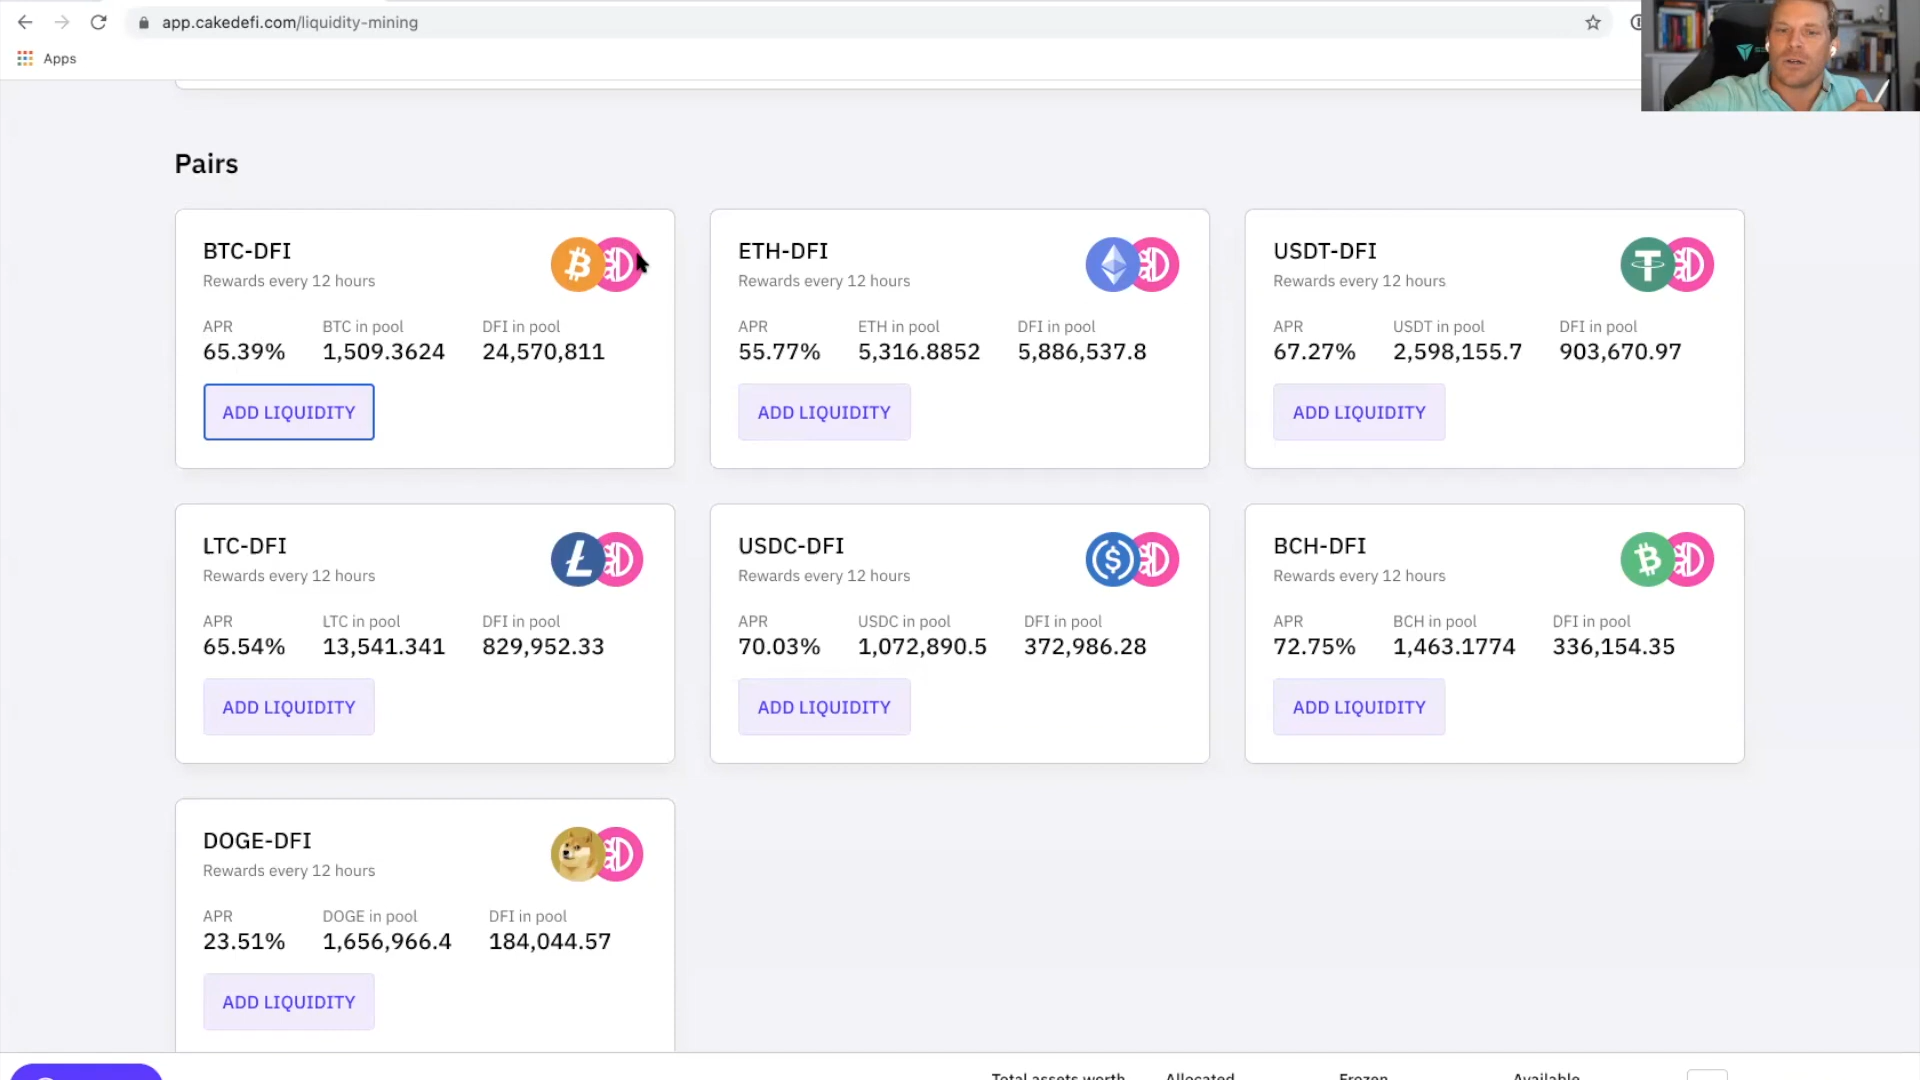 app.cakedefi.com/liquidity-mining
Apps
Pairs
BTC-DFI
Rewards every 12 hours
APR BTC in pool DFI in pool
65.39% 1,509.3624 24,570,811
ADD LIQUIDITY
ETH-DFI
Rewards every 12 hours
APR ETH in pool DFI in pool
55.77% 5,316.8852 5,886,537.8
ADD LIQUIDITY
USDT-DFI
Rewards every 12 hours
APR USDT in pool DFI in pool
67.27% 2,598,155.7 903,670.97
ADD LIQUIDITY
LTC-DFI
Rewards every 12 hours
APR LTC in pool DFI in pool
65.54% 13,541.341 829,952.33
ADD LIQUIDITY
USDC-DFI
Rewards every 12 hours
APR USDC in pool DFI in pool
70.03% 1,072,890.5 372,986.28
ADD LIQUIDITY
BCH-DFI
Rewards every 12 hours
APR BCH in pool DFI in pool
72.75% 1,463.1774 336,154.35
ADD LIQUIDITY
DOGE-DFI
Rewards every 12 hours
APR DOGE in pool DFI in pool
23.51% 1,656,966.4 184,044.57
ADD LIQUIDITY
Total assets worth Allocated Frozen Available